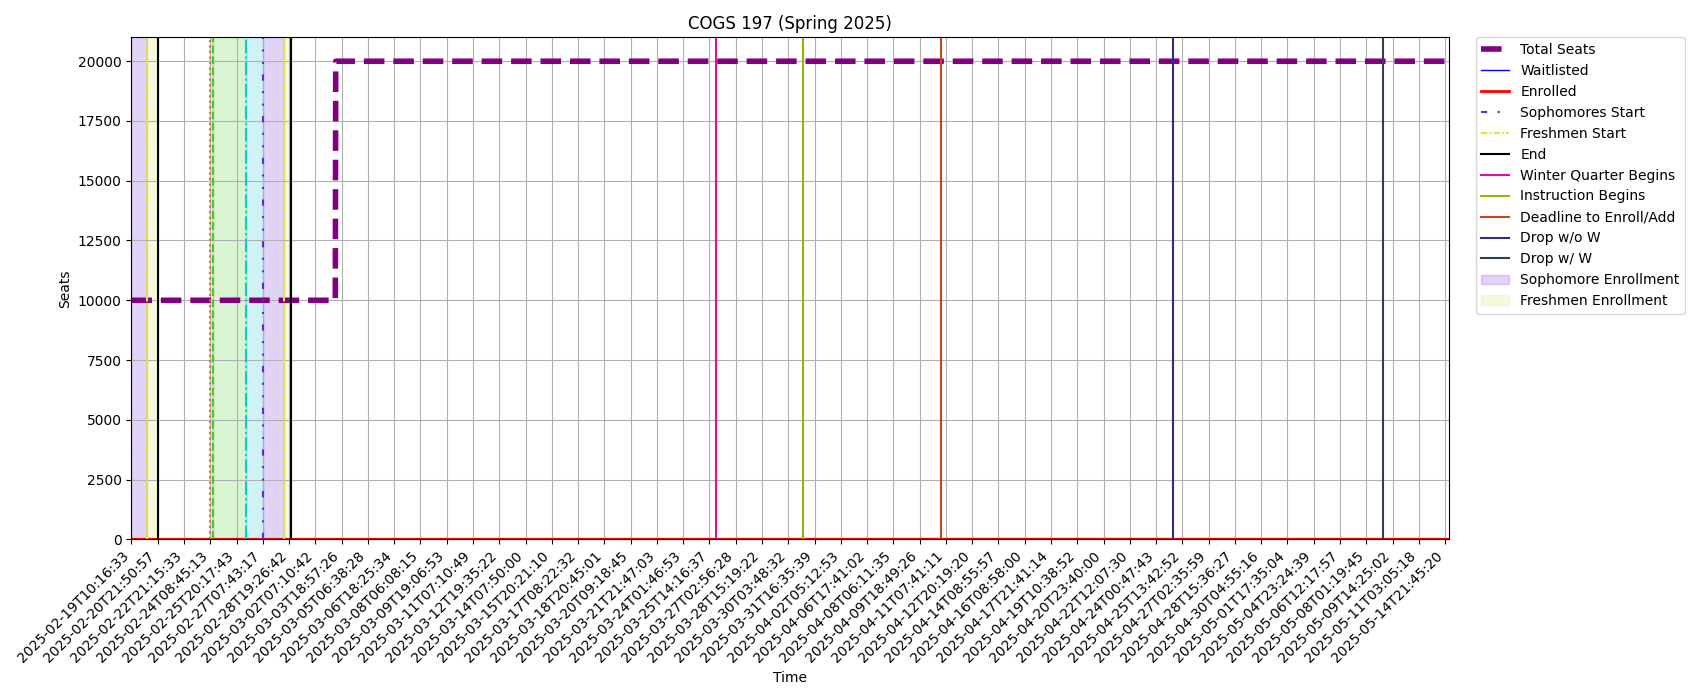 COGS 197 (Spring 2025)
20000
17500
15000
12500
10000
7500
5000
2500
0
Seats
2025-02-19T10:16:33
2025-02-20T21:50:57
2025-02-22T21:15:33
2025-02-24T08:45:13
2025-02-25T20:17:43
2025-02-27T07:43:17
2025-02-28T19:26:42
2025-03-02T07:10:42
2025-03-03T18:57:26
2025-03-05T06:38:28
2025-03-06T18:25:34
2025-03-08T06:08:15
2025-03-09T19:06:53
2025-03-11T07:10:49
2025-03-12T19:35:22
2025-03-14T07:50:00
2025-03-15T20:21:10
2025-03-17T08:22:32
2025-03-18T20:45:01
2025-03-20T09:18:45
2025-03-21T21:47:03
2025-03-24T01:46:53
2025-03-25T14:16:37
2025-03-27T02:56:28
2025-03-28T15:19:22
2025-03-30T03:48:32
2025-03-31T16:35:39
2025-04-02T05:12:53
2025-04-06T17:41:02
2025-04-08T06:11:35
2025-04-09T18:49:26
2025-04-11T07:41:11
2025-04-12T20:19:20
2025-04-14T08:55:57
2025-04-16T09:58:00
2025-04-17T21:41:14
2025-04-19T10:38:52
2025-04-20T23:40:00
2025-04-22T12:07:30
2025-04-24T00:47:43
2025-04-25T13:42:52
2025-04-27T02:35:59
2025-04-28T15:36:27
2025-04-30T04:55:16
2025-05-01T17:35:04
2025-05-04T23:24:39
2025-05-06T12:17:57
2025-05-08T01:19:45
2025-05-09T14:25:02
2025-05-11T03:05:18
2025-05-14T21:45:20
Time
Total Seats
Waitlisted
Enrolled
Sophomores Start
Freshmen Start
End
Winter Quarter Begins
Instruction Begins
Deadline to Enroll/Add
Drop w/o W
Drop w/ W
Sophomore Enrollment
Freshmen Enrollment